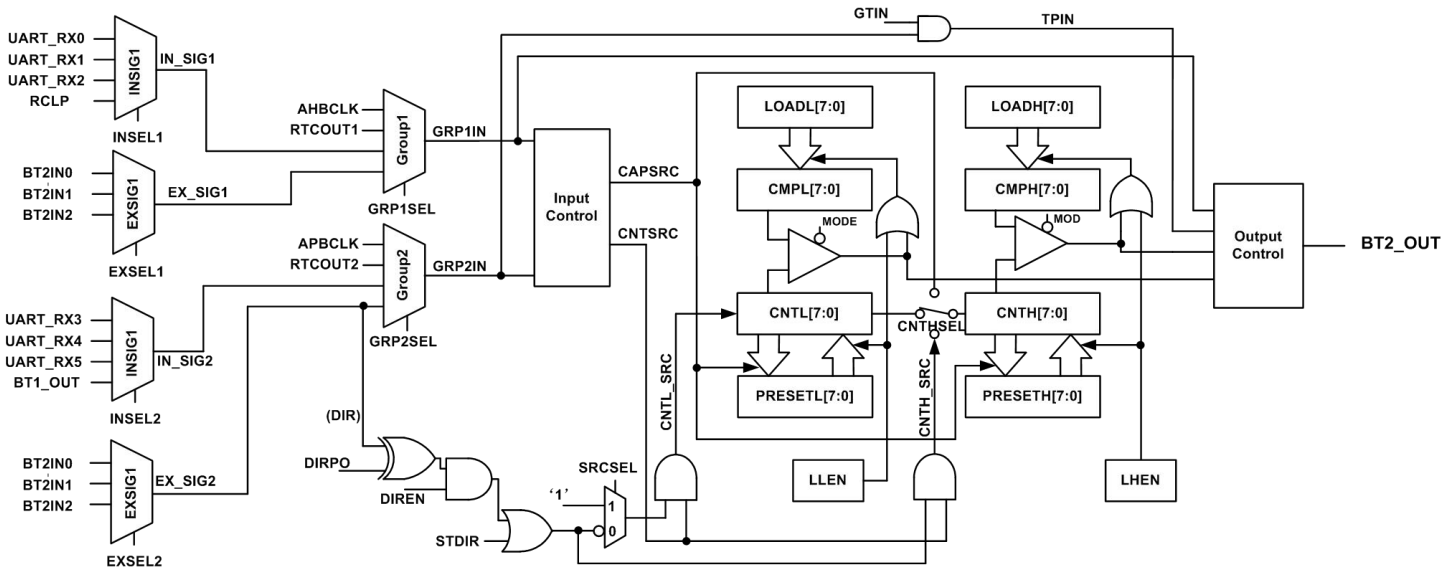 UART_RX0
UART_RX1
UART_RX2
RCLP
INSIG1
IN_SIG1
INSEL1
BT2IN0
BT2IN1
BT2IN2
EXSIG1
EX_SIG1
EXSEL1
AHBCLK
RTCOUT1
Group1
GRP1IN
GRP1SEL
APBCLK
RTCOUT2
Group2
GRP2IN
GRP2SEL
UART_RX3
UART_RX4
UART_RX5
BT1_OUT
INSIG1
IN_SIG2
INSEL2
BT2IN0
BT2IN1
BT2IN2
EXSIG1
EX_SIG2
EXSEL2
(DIR)
DIRPO
DIREN
STDIR
'1'
SRCSEL
1
0
Input
Control
CAPSRC
CNTSRC
GTIN
TPIN
LOADL[7:0]
CMPL[7:0]
MODE
CNTL[7:0]
PRESETL[7:0]
CNTL_SRC
LLEN
CNTHSEL
CNTH_SRC
LOADH[7:0]
CMPH[7:0]
MOD
CNTH[7:0]
PRESETH[7:0]
LHEN
Output
Control
BT2_OUT